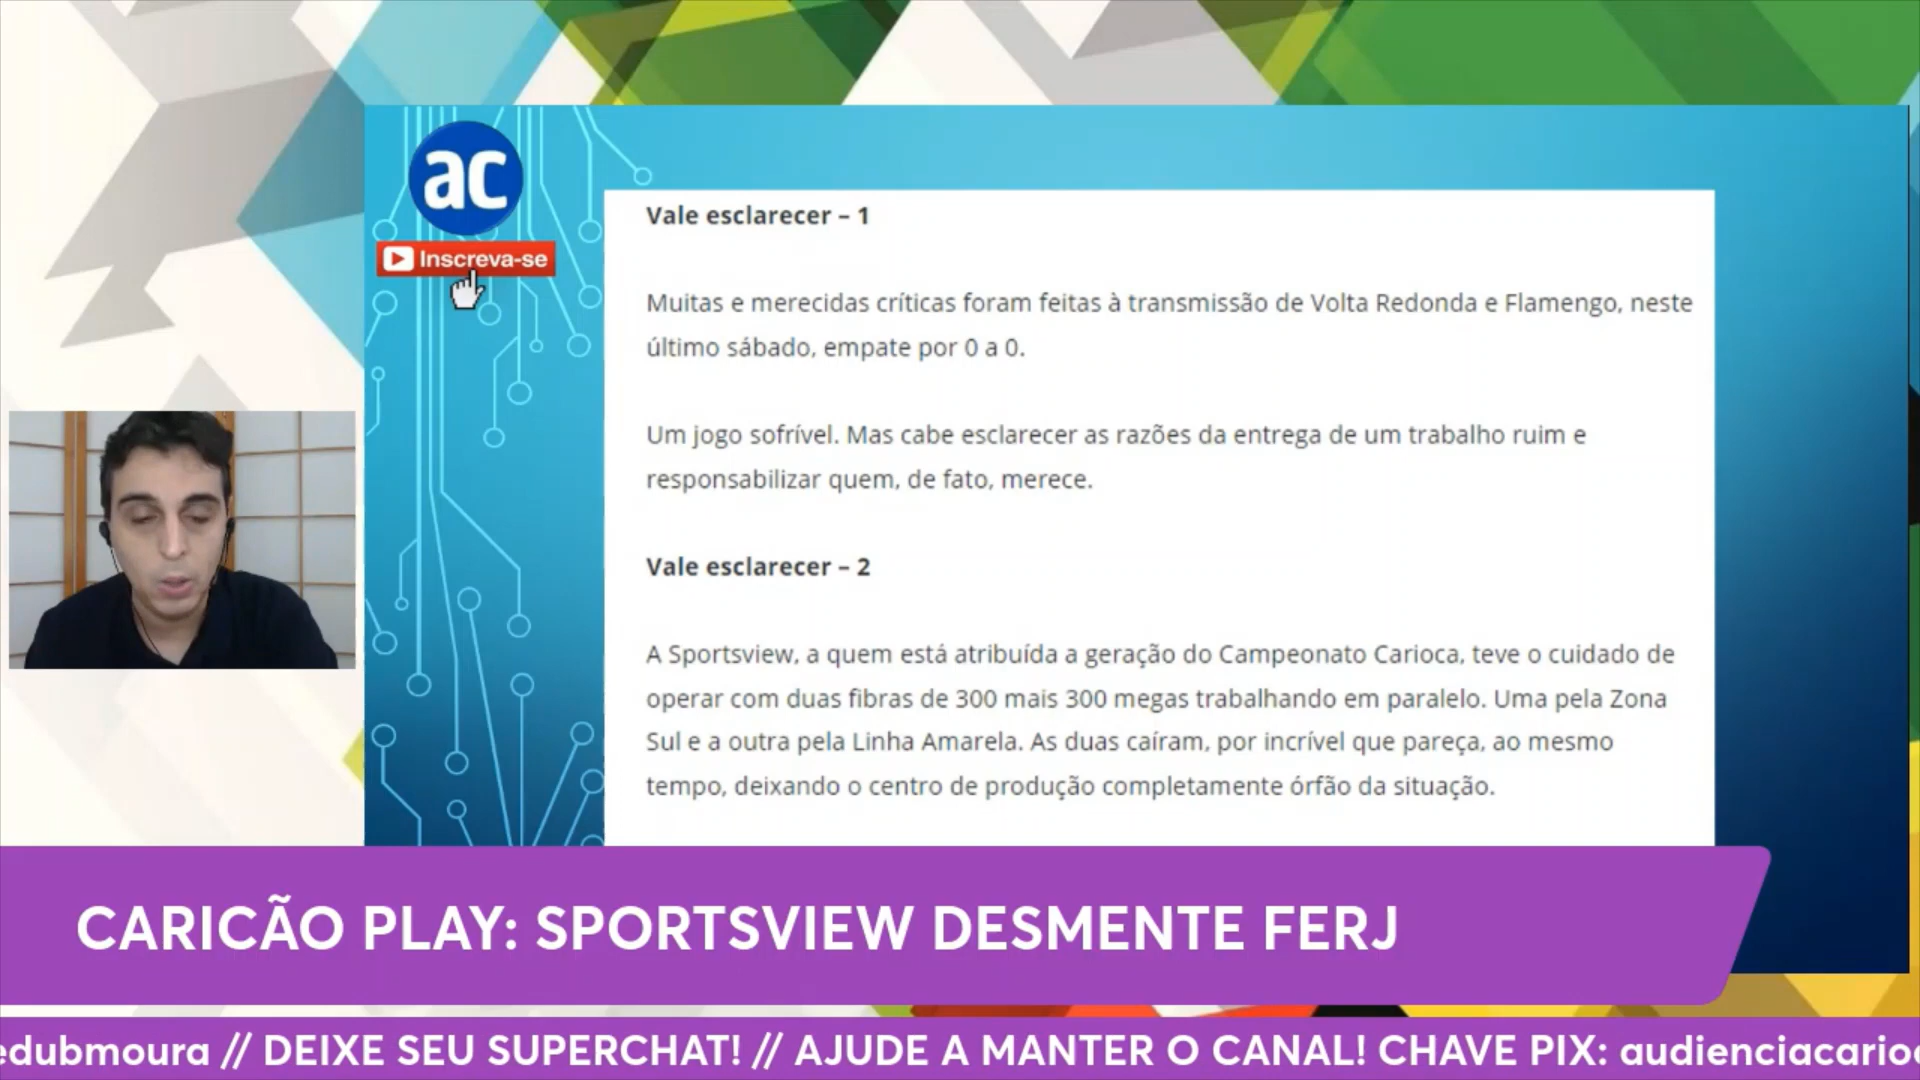 ac
Inscreva-se
Vale esclarecer – 1
Muitas e merecidas críticas foram feitas à transmissão de Volta Redonda e Flamengo, neste
último sábado, empate por 0 a 0.
Um jogo sofrível. Mas cabe esclarecer as razões da entrega de um trabalho ruim e
responsabilizar quem, de fato, merece.
Vale esclarecer – 2
A Sportsview, a quem está atribuída a geração do Campeonato Carioca, teve o cuidado de
operar com duas fibras de 300 mais 300 megas trabalhando em paralelo. Uma pela Zona
Sul e a outra pela Linha Amarela. As duas caíram, por incrível que pareça, ao mesmo
tempo, deixando o centro de produção completamente órfão da situação.
CARICÃO PLAY: SPORTSVIEW DESMENTE FERJ
edubmoura // DEIXE SEU SUPERCHAT! // AJUDE A MANTER O CANAL! CHAVE PIX: audienciacario